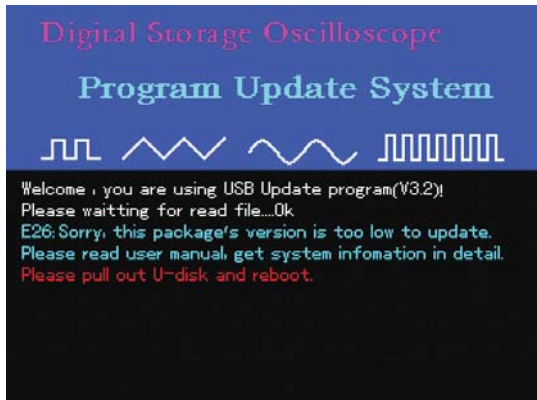 Digital Storage Oscilloscope
Program Update System
Welcome , you are using USB Update program(V3.2)!
Please waitting for read file....Ok
E26: Sorry, this package's version is too low to update.
Please read user manual, get system infomation in detail.
Please pull out U-disk and reboot.